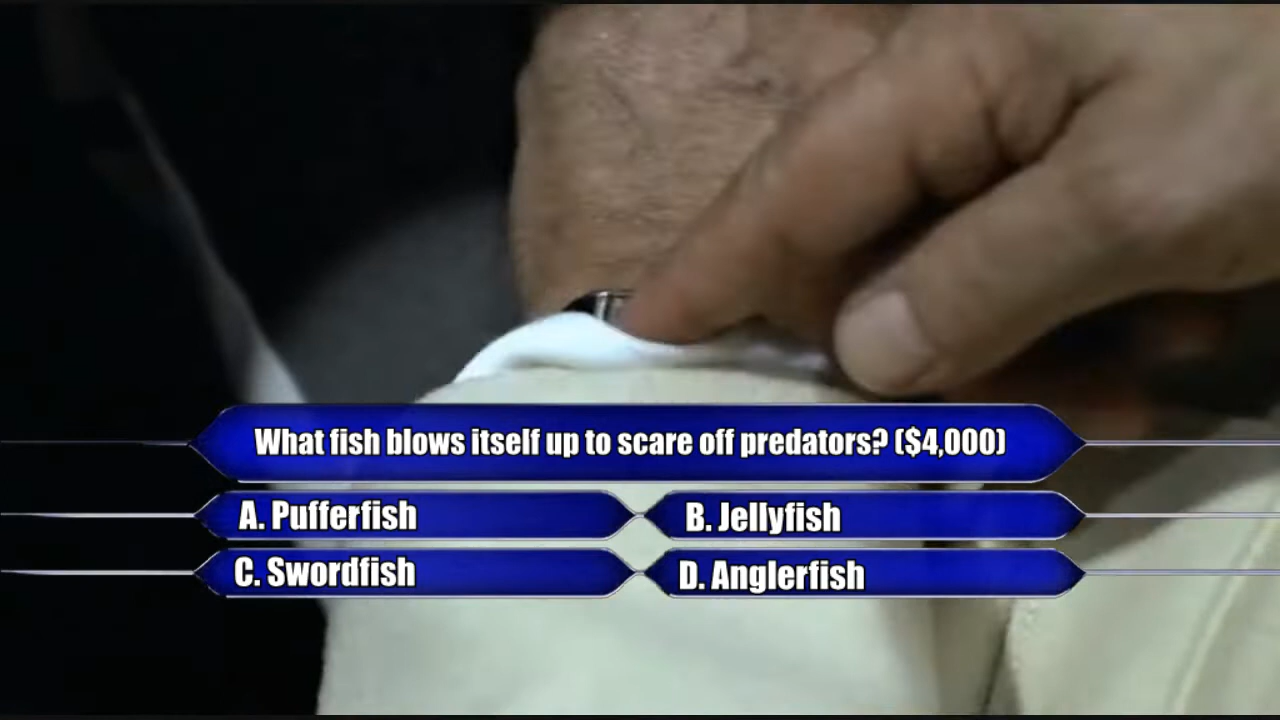 What fish blows itself up to scare off predators? ($4,000)
A. Pufferfish
B. Jellyfish
C. Swordfish
D. Anglerfish